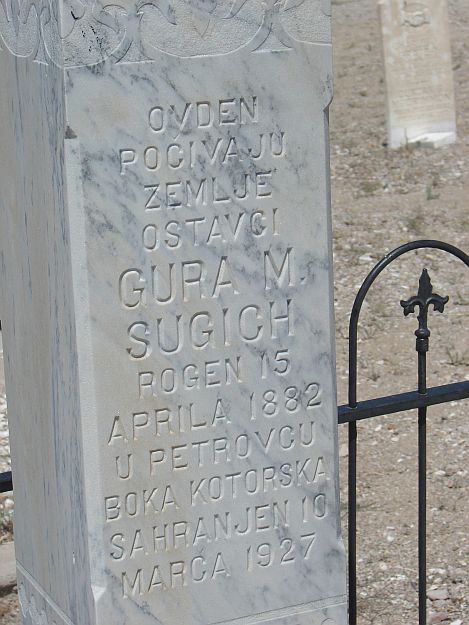 OVDEN
POCIVAJU
ZEMLJE
OSTAVCI
GURA M.
SUGICH
ROGEN 15
APRILA 1882
U PETROVCU
BOKA KOTORSKA
SAHRANJEN 10
MARCA 1927